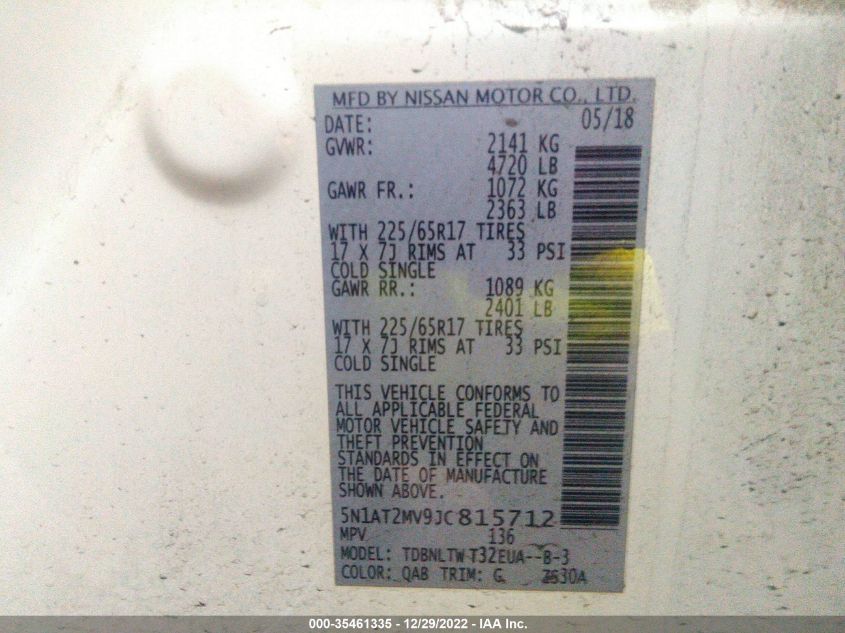 MFD BY NISSAN MOTOR CO., LTD.
DATE: 05/18
GVWR: 2141 KG
4720 LB
GAWR FR.: 1072 KG
2363 LB
WITH 225/65R17 TIRES
17 X 7J RIMS AT 33 PSI
COLD SINGLE
GAWR RR.: 1089 KG
2401 LB
WITH 225/65R17 TIRES
17 X 7J RIMS AT 33 PSI
COLD SINGLE
THIS VEHICLE CONFORMS TO
ALL APPLICABLE FEDERAL
MOTOR VEHICLE SAFETY AND
THEFT PREVENTION
STANDARDS IN EFFECT ON
THE DATE OF MANUFACTURE
SHOWN ABOVE.
5N1AT2MV9JC815712
MPV 136
MODEL: TDBNLTW T32EUA--B-3
COLOR: QAB TRIM: G
000-35461335 - 12/29/2022 - IAA Inc.